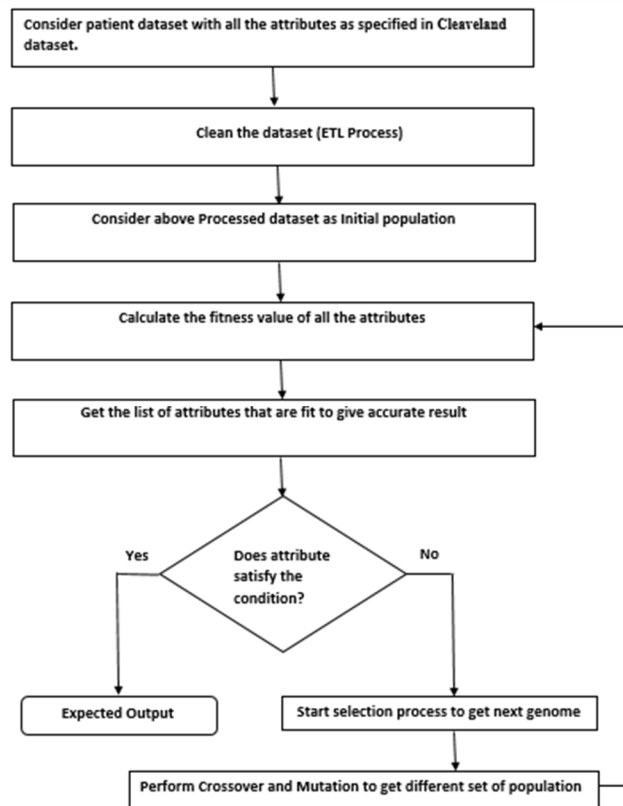 Consider patient dataset with all the attributes as specified in Cleaveland
dataset.
Clean the dataset (ETL Process)
Consider above Processed dataset as Initial population
Calculate the fitness value of all the attributes
Get the list of attributes that are fit to give accurate result
Does attribute
satisfy the
condition?
Yes
No
Expected Output
Start selection process to get next genome
Perform Crossover and Mutation to get different set of population